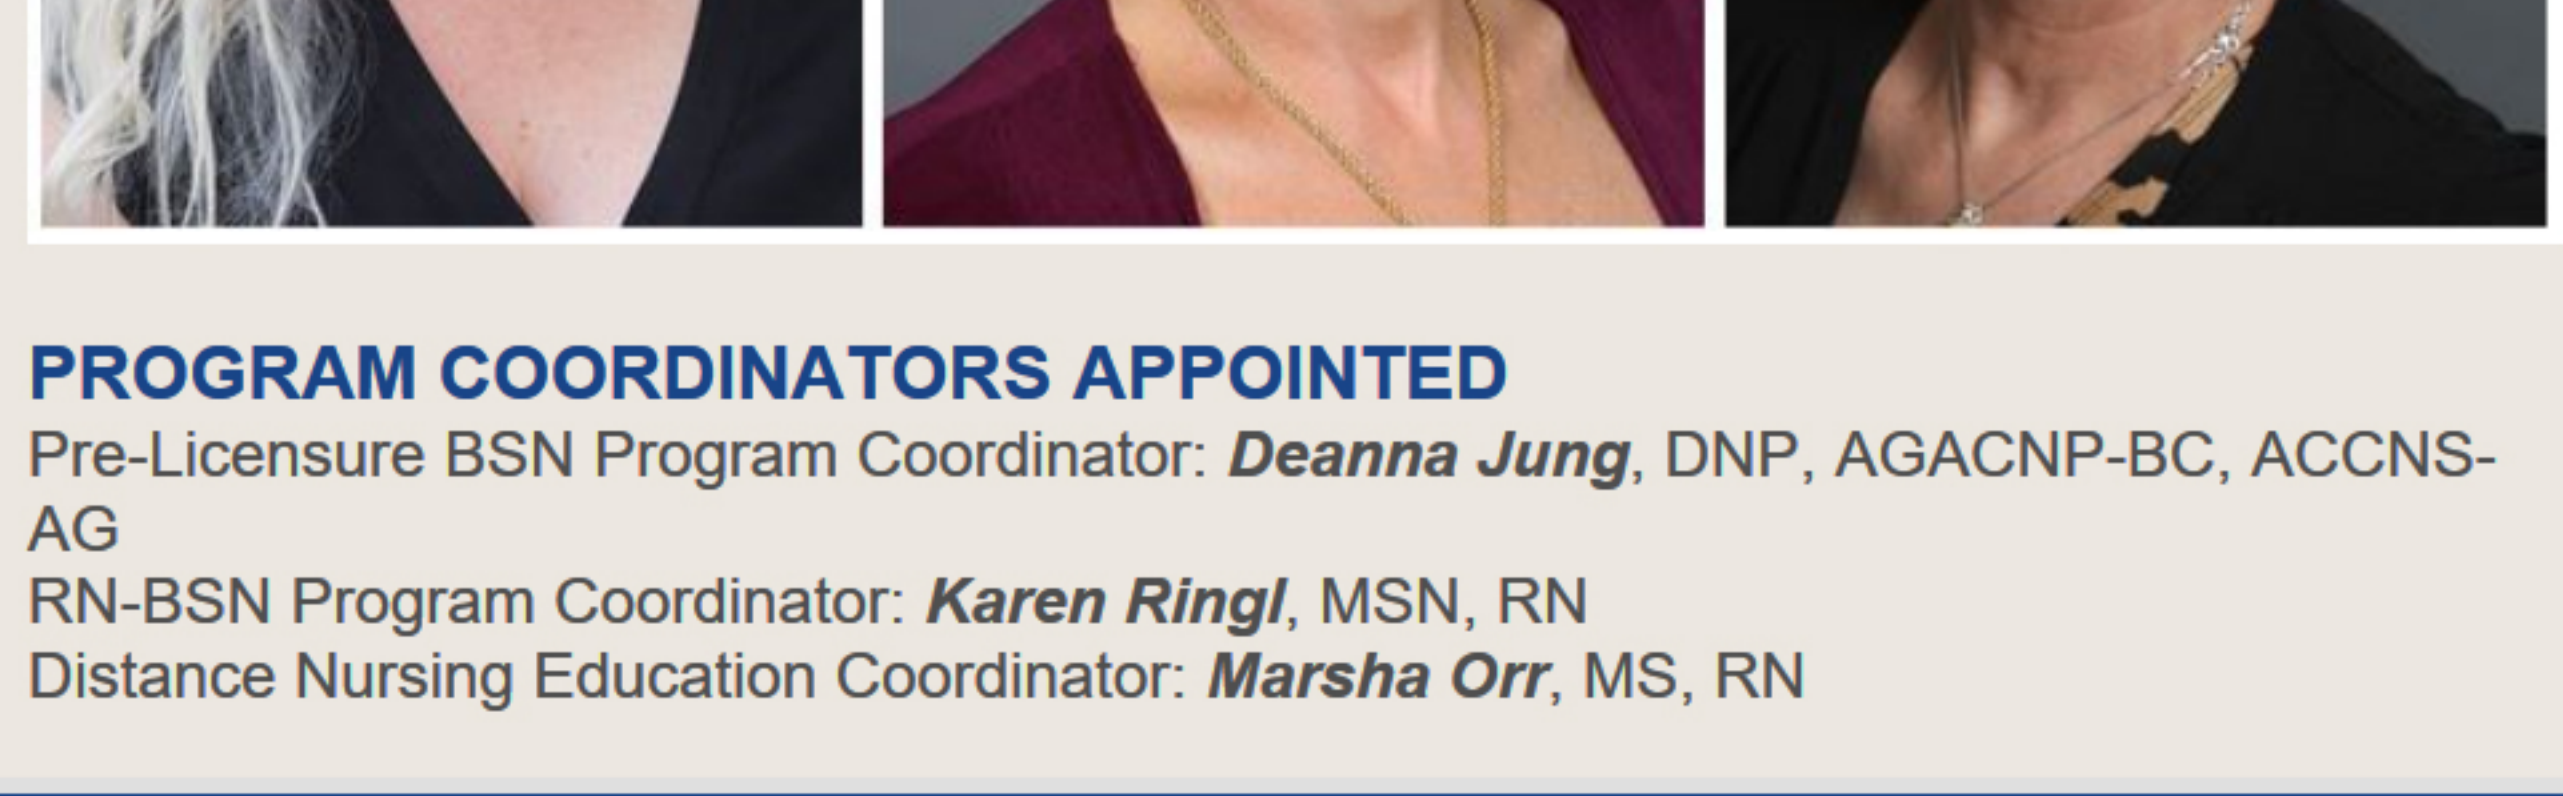 PROGRAM COORDINATORS APPOINTED
Pre-Licensure BSN Program Coordinator: Deanna Jung, DNP, AGACNP-BC, ACCNS-
AG
RN-BSN Program Coordinator: Karen Ringl, MSN, RN
Distance Nursing Education Coordinator: Marsha Orr, MS, RN